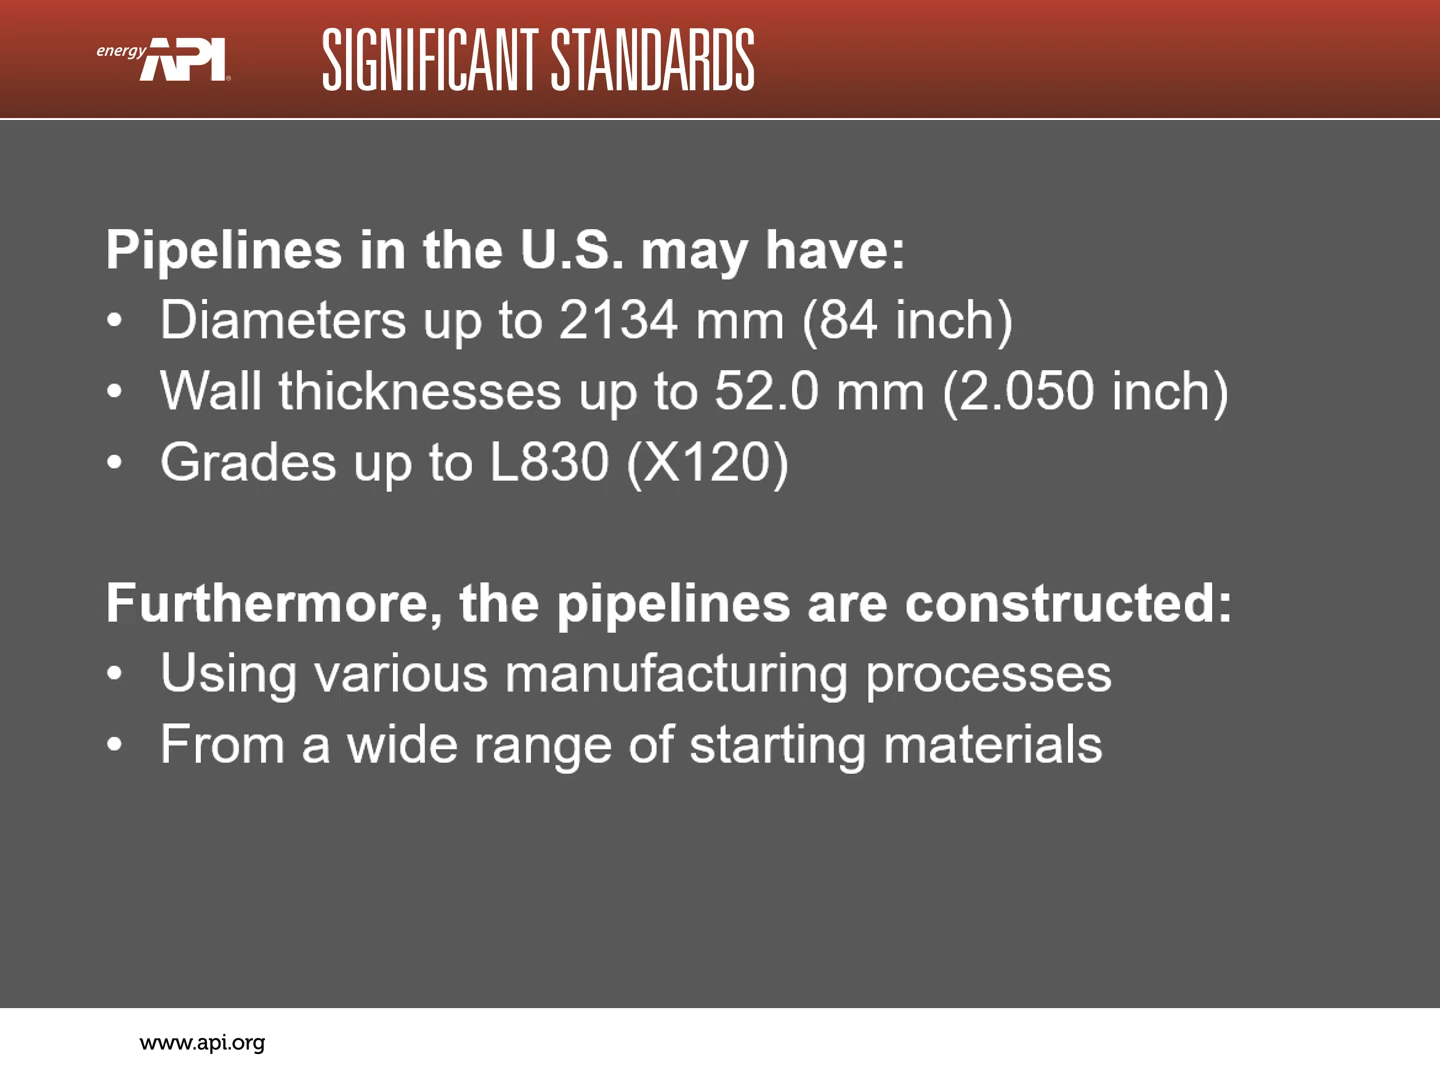 energy API®
SIGNIFICANT STANDARDS
Pipelines in the U.S. may have:
• Diameters up to 2134 mm (84 inch)
• Wall thicknesses up to 52.0 mm (2.050 inch)
• Grades up to L830 (X120)
Furthermore, the pipelines are constructed:
• Using various manufacturing processes
• From a wide range of starting materials
www.api.org